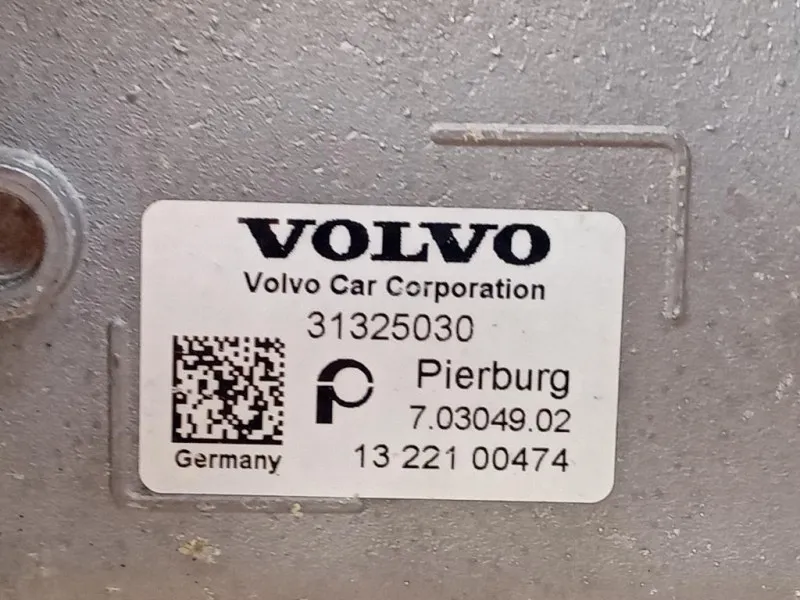 VOLVO
Volvo Car Corporation
31325030
Pierburg
7.03049.02
Germany
13 221 00474